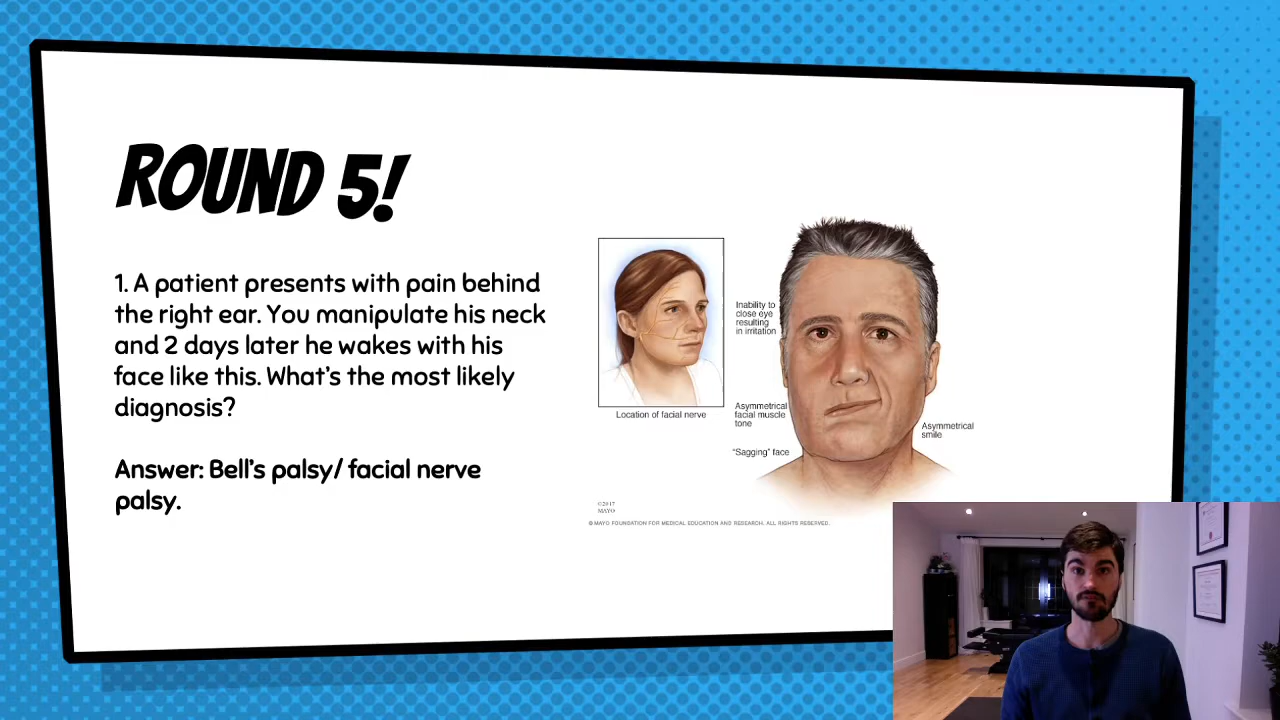 ROUND 5!
1. A patient presents with pain behind
the right ear. You manipulate his neck
and 2 days later he wakes with his
face like this. What's the most likely
diagnosis?
Answer: Bell's palsy/ facial nerve
palsy.
Location of facial nerve
Inability to
close eye
resulting
in irritation
Asymmetrical
facial muscle
tone
"Sagging" face
Asymmetrical
smile
©2017
MAYO
© MAYO FOUNDATION FOR MEDICAL EDUCATION AND RESEARCH. ALL RIGHTS RESERVED.